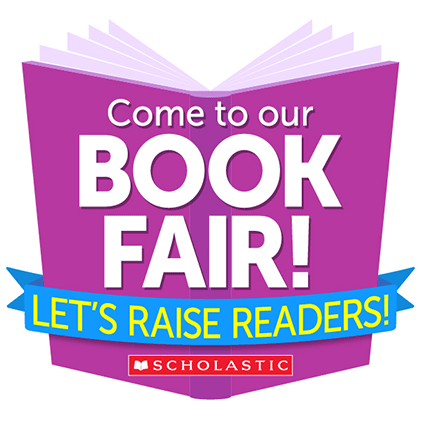 Come to our
BOOK
FAIR!
LET'S RAISE READERS!
SCHOLASTIC